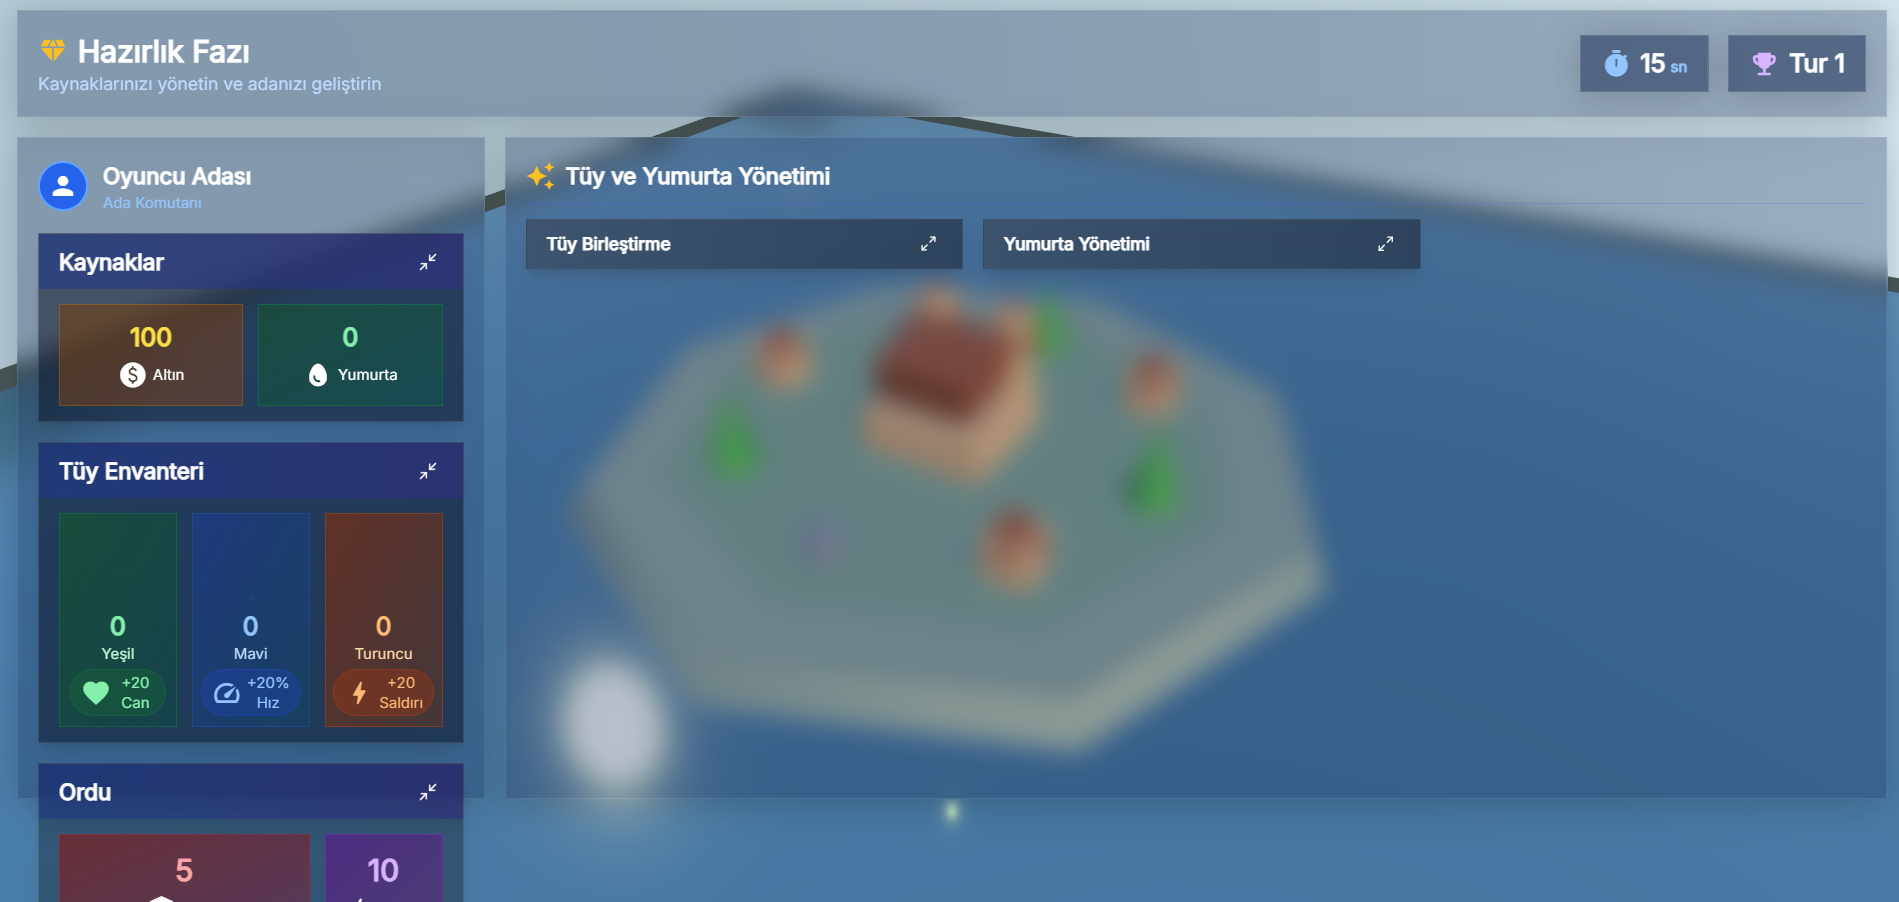 Hazırlık Fazı
Kaynaklarınızı yönetin ve adanızı geliştirin
15 sn
Tur 1
Oyuncu Adası
Ada Komutanı
Kaynaklar
100
Altın
0
Yumurta
Tüy Envanteri
0
Yeşil
+20
Can
0
Mavi
+20%
Hız
0
Turuncu
+20
Saldırı
Ordu
5
10
Tüy ve Yumurta Yönetimi
Tüy Birleştirme
Yumurta Yönetimi